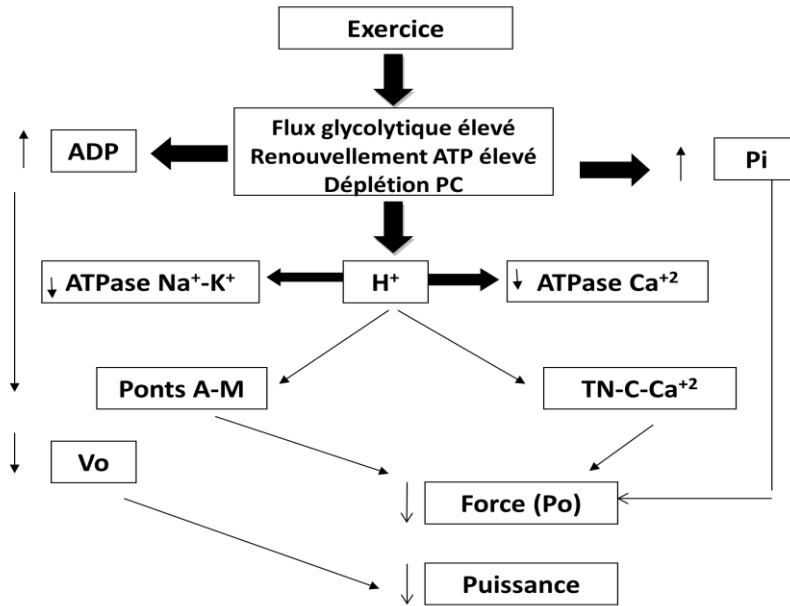 Exercice
Flux glycolytique élevé
Renouvellement ATP élevé
Déplétion PC
ADP
Pi
ATPase Na⁺-K⁺
H⁺
ATPase Ca⁺²
Ponts A-M
TN-C-Ca⁺²
Vo
Force (Po)
Puissance